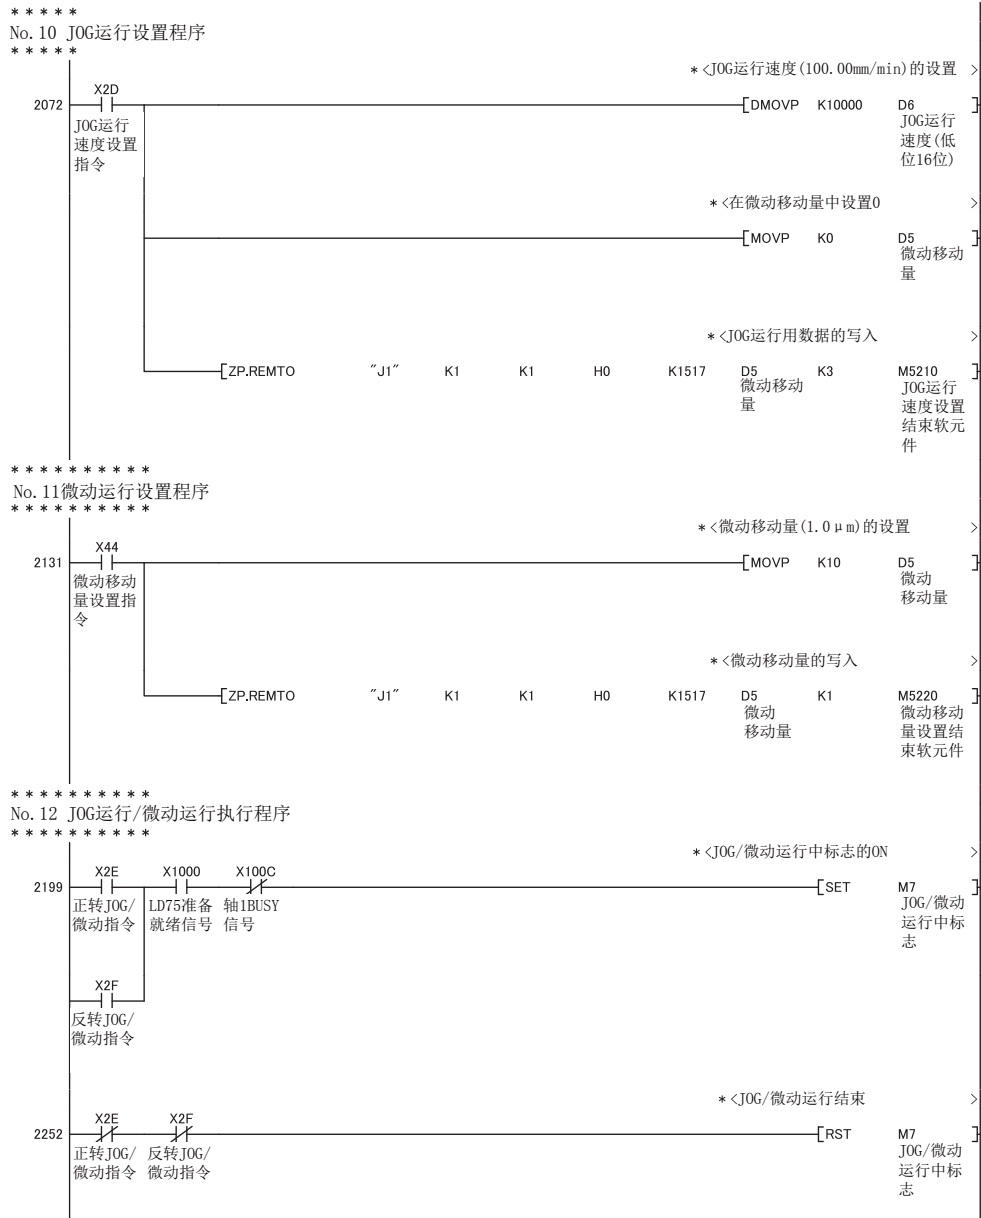 *****
No.10 JOG运行设置程序
*****
*<JOG运行速度(100.00mm/min)的设置 >
X2D
2072 [DMOVP K10000 D6 ]
JOG运行
速度设置
指令
JOG运行
速度(低
位16位)
*<在微动移动量中设置0 >
[MOVP K0 D5 ]
微动移动
量
*<JOG运行用数据的写入 >
[ZP.REMTO "J1" K1 K1 H0 K1517 D5 K3 M5210 ]
微动移动
量
JOG运行
速度设置
结束软元
件
**********
No.11微动运行设置程序
**********
*<微动移动量(1.0μm)的设置 >
X44
2131 [MOVP K10 D5 ]
微动移动
量设置指
令
微动
移动量
*<微动移动量的写入 >
[ZP.REMTO "J1" K1 K1 H0 K1517 D5 K1 M5220 ]
微动
移动量
微动移动
量设置结
束软元件
**********
No.12 JOG运行/微动运行执行程序
**********
*<JOG/微动运行中标志的ON >
X2E X1000 X100C
2199 [SET M7 ]
正转JOG/
微动指令
LD75准备
就绪信号
轴1BUSY
信号
JOG/微动
运行中标
志
X2F
反转JOG/
微动指令
*<JOG/微动运行结束 >
X2E X2F
2252 [RST M7 ]
正转JOG/
微动指令
反转JOG/
微动指令
JOG/微动
运行中标
志